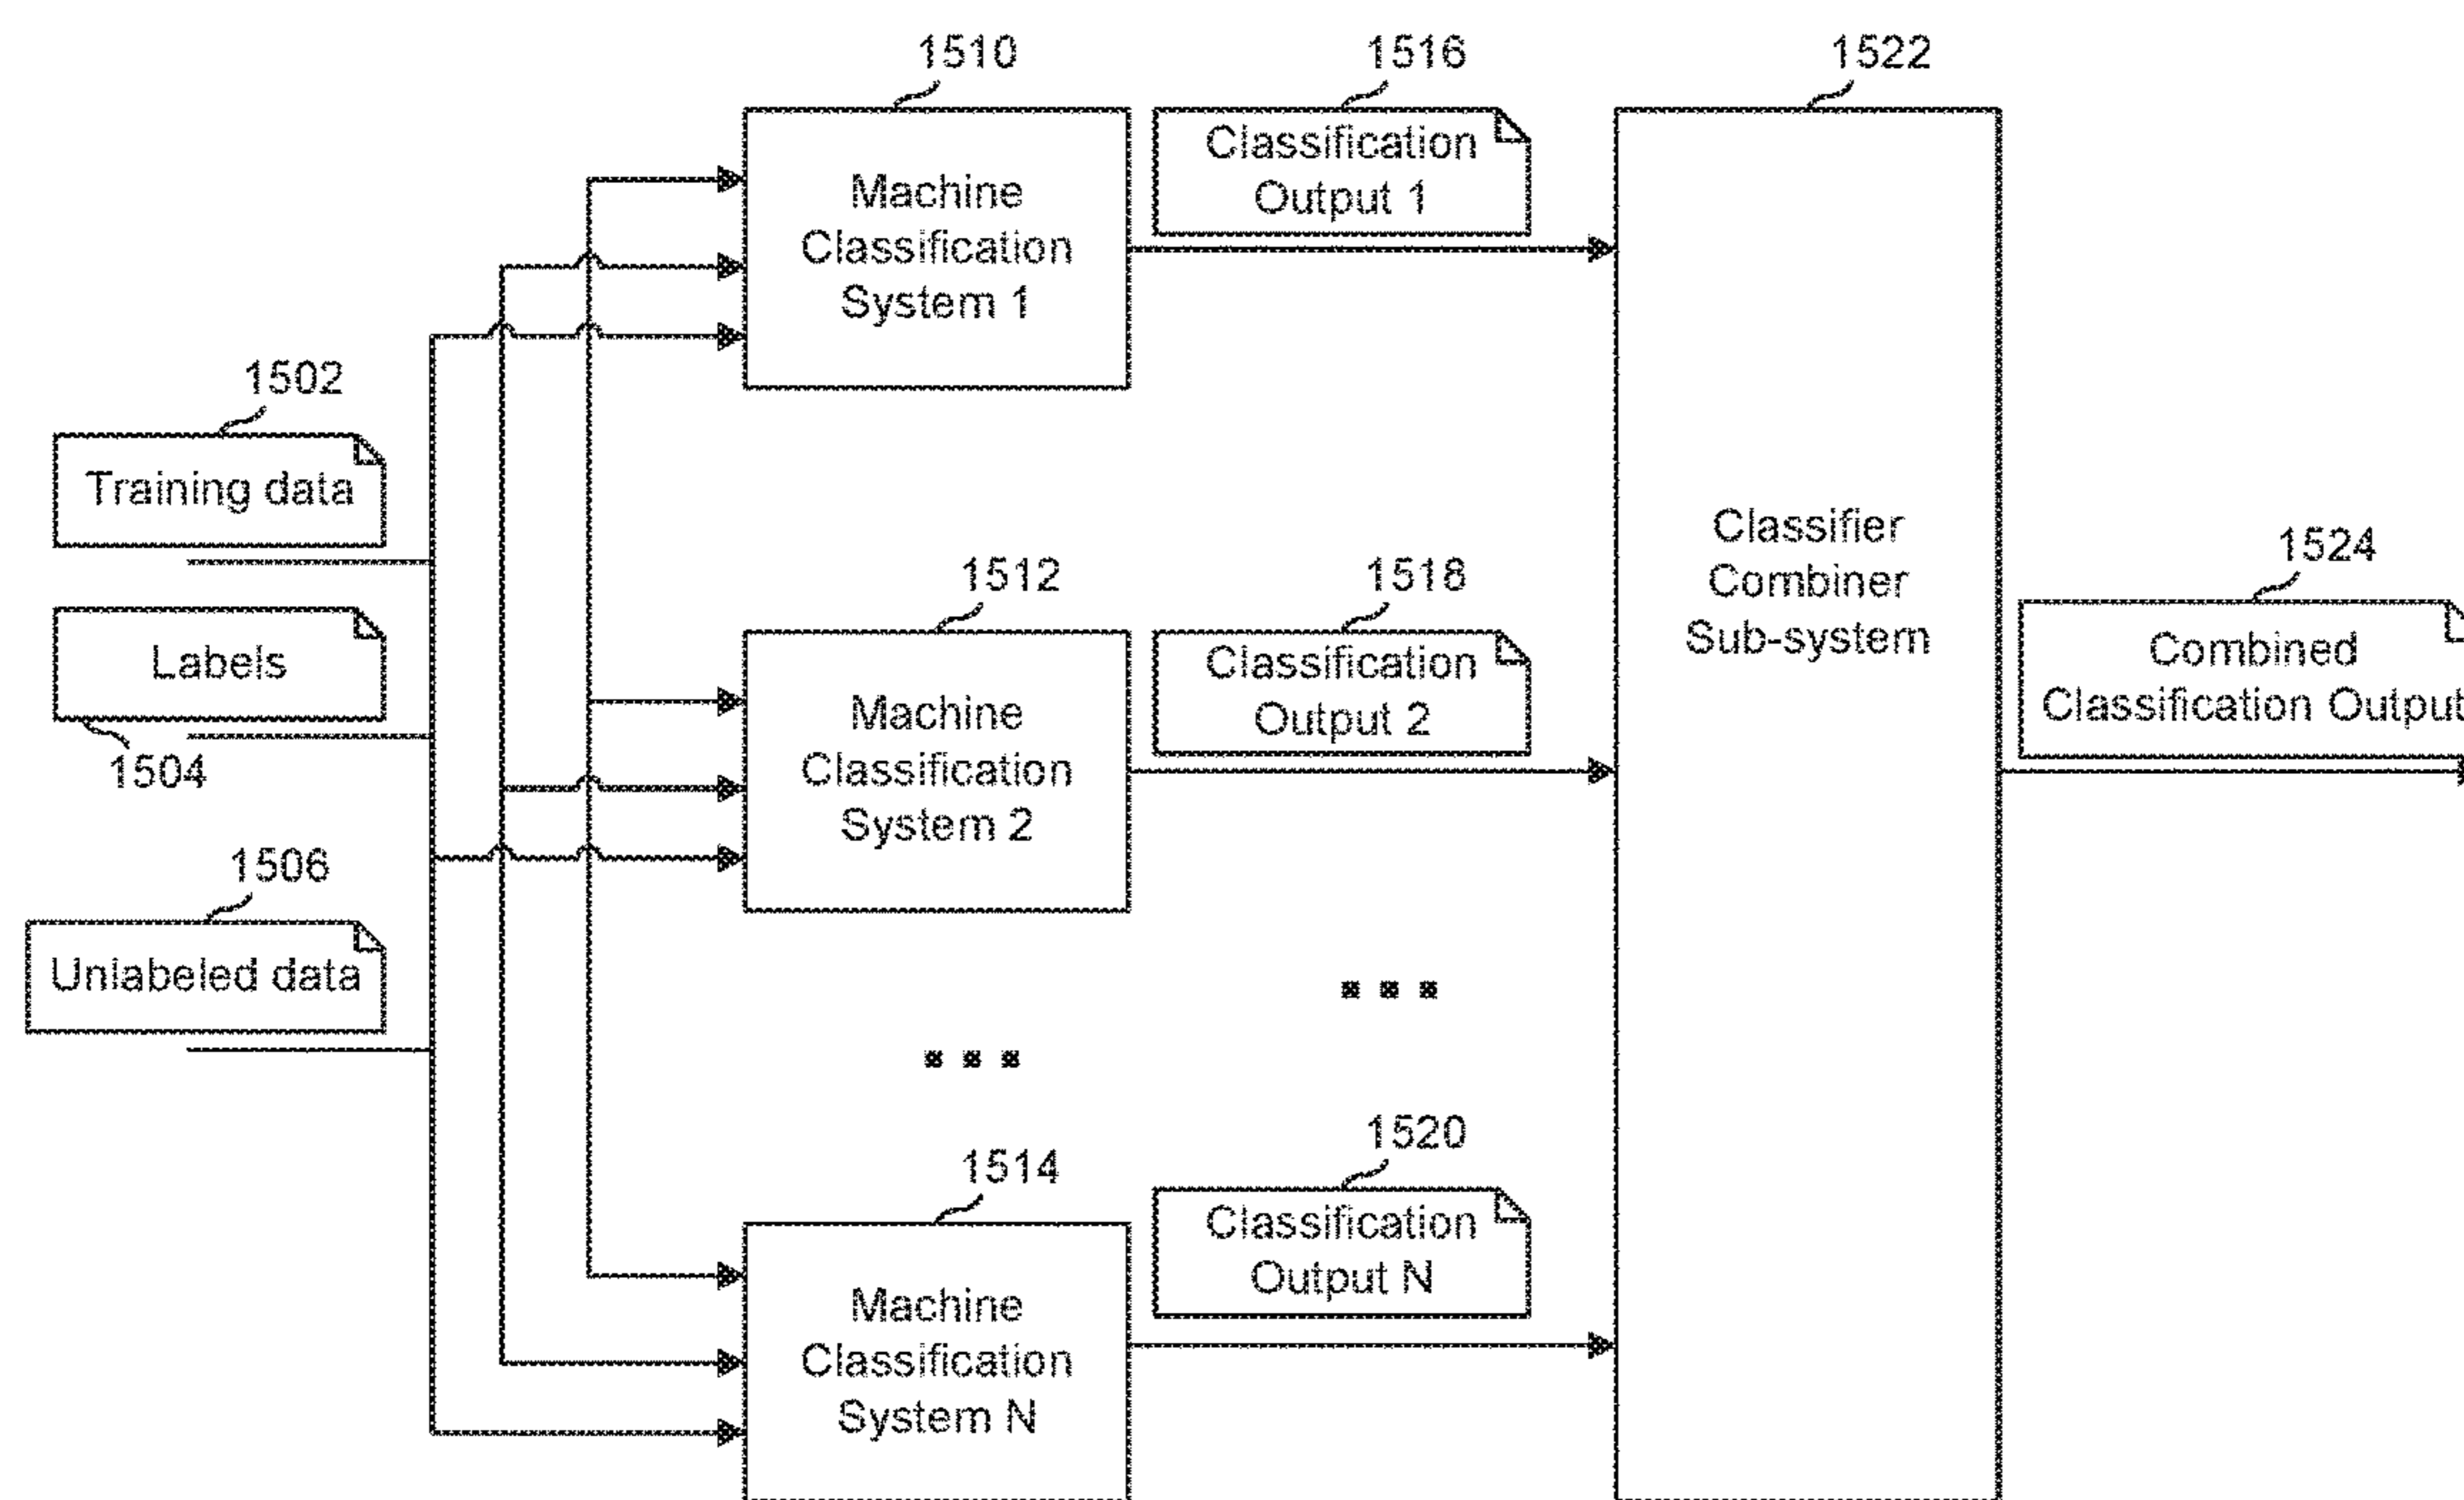 1510
1516
1522
Machine
Classification
System 1
Classification
Output 1
1502
Training data
Labels
1504
1506
Unlabeled data
1512
Machine
Classification
System 2
1518
Classification
Output 2
Classifier
Combiner
Sub-system
1524
Combined
Classification Output
...
...
1514
Machine
Classification
System N
1520
Classification
Output N